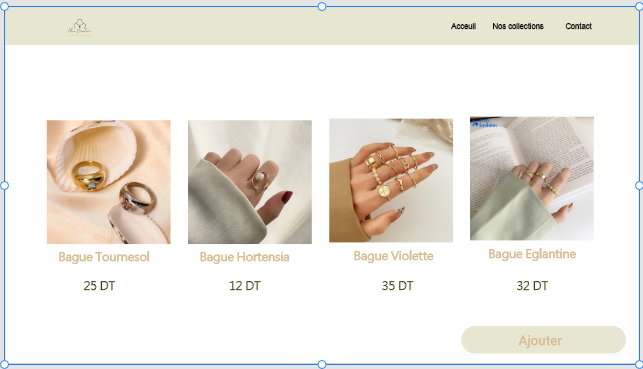 Acceuil
Nos collections
Contact
Bague Tournesol
Bague Hortensia
Bague Violette
Bague Eglantine
25 DT
12 DT
35 DT
32 DT
Ajouter